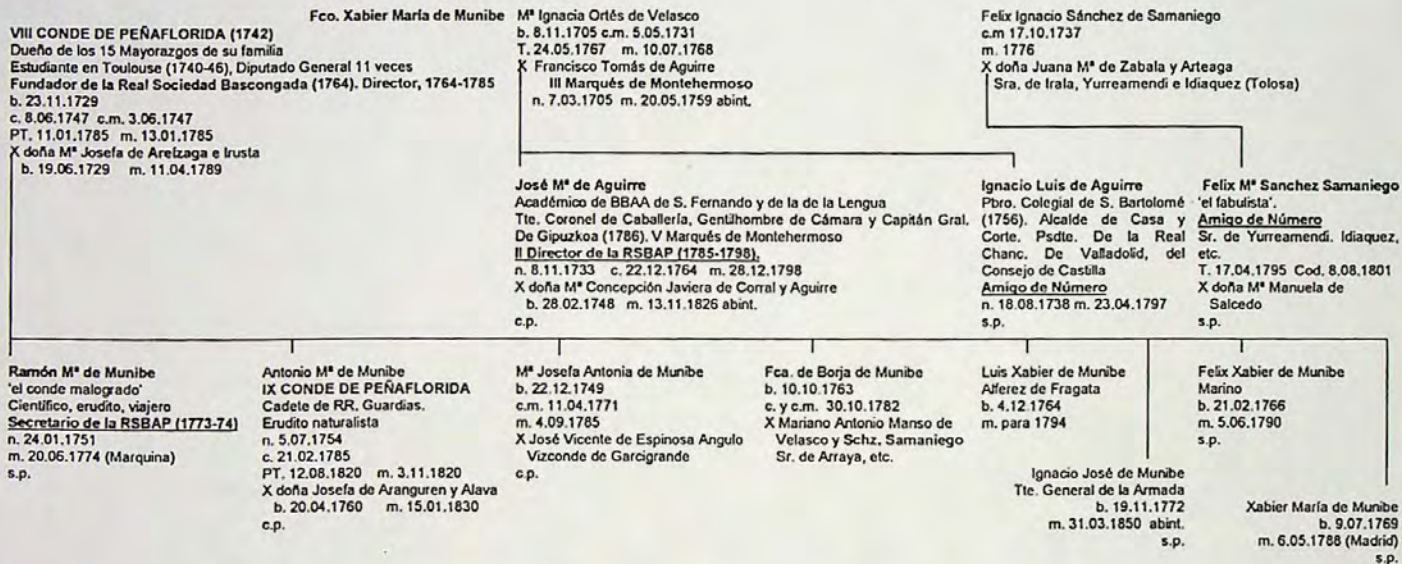 Fco. Xabier María de Munibe
VIII CONDE DE PEÑAFLORIDA (1742)
Dueño de los 15 Mayorazgos de su familia
Estudiante en Toulouse (1740-46), Diputado General 11 veces
Fundador de la Real Sociedad Bascongada (1764). Director, 1764-1785
b. 23.11.1729
c. 8.06.1747 c.m. 3.06.1747
PT. 11.01.1785 m. 13.01.1785
X doña Mª Josefa de Areizaga e Irusta
b. 19.06.1729 m. 11.04.1789
Mª Ignacia Ortés de Velasco
b. 8.11.1705 c.m. 5.05.1731
T. 24.05.1767 m. 10.07.1768
X Francisco Tomás de Aguirre
III Marqués de Montehermoso
n. 7.03.1705 m. 20.05.1759 abint.
Felix Ignacio Sánchez de Samaniego
c.m 17.10.1737
m. 1776
X doña Juana Mª de Zabala y Arteaga
Sra. de Irala, Yurreamendi e Idiaquez (Tolosa)
José Mª de Aguirre
Académico de BBAA de S. Fernando y de la de la Lengua
Tte. Coronel de Caballería, Gentilhombre de Cámara y Capitán Gral.
De Gipuzkoa (1786). V Marqués de Montehermoso
II Director de la RSBAP (1785-1798).
n. 8.11.1733 c. 22.12.1764 m. 28.12.1798
X doña Mª Concepción Javiera de Corral y Aguirre
b. 28.02.1748 m. 13.11.1826 abint.
c.p.
Ignacio Luis de Aguirre
Pbro. Colegial de S. Bartolomé
(1756). Alcalde de Casa y
Corte. Psdte. De la Real
Chanc. De Valladolid, del
Consejo de Castilla
Amigo de Número
n. 18.08.1738 m. 23.04.1797
s.p.
Felix Mª Sanchez Samaniego
'el fabulista'.
Amigo de Número
Sr. de Yurreamendi. Idiaquez,
etc.
T. 17.04.1795 Cod. 8.08.1801
X doña Mª Manuela de
Salcedo
s.p.
Ramón Mª de Munibe
'el conde malogrado'
Científico, erudito, viajero
Secretario de la RSBAP (1773-74)
n. 24.01.1751
m. 20.06.1774 (Marquina)
s.p.
Antonio Mª de Munibe
IX CONDE DE PEÑAFLORIDA
Cadete de RR. Guardias.
Erudito naturalista
n. 5.07.1754
c. 21.02.1785
PT. 12.08.1820 m. 3.11.1820
X doña Josefa de Aranguren y Alava
b. 20.04.1760 m. 15.01.1830
c.p.
Mª Josefa Antonia de Munibe
b. 22.12.1749
c.m. 11.04.1771
m. 4.09.1785
X José Vicente de Espinosa Angulo
Vizconde de Garcigrande
c.p.
Fca. de Borja de Munibe
b. 10.10.1763
c. y c.m. 30.10.1782
X Mariano Antonio Manso de
Velasco y Schz. Samaniego
Sr. de Arraya, etc.
Luis Xabier de Munibe
Alferez de Fragata
b. 4.12.1764
m. para 1794
Felix Xabier de Munibe
Marino
b. 21.02.1766
m. 5.06.1790
s.p.
Ignacio José de Munibe
Tte. General de la Armada
b. 19.11.1772
m. 31.03.1850 abint.
s.p.
Xabier María de Munibe
b. 9.07.1769
m. 6.05.1788 (Madrid)
s.p.